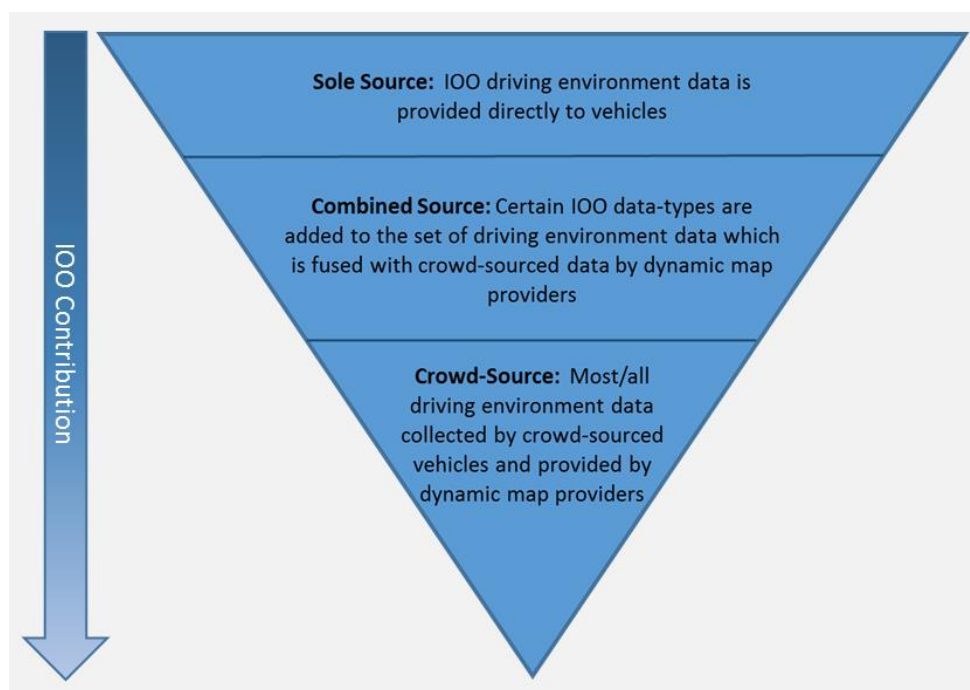 Sole Source: IOO driving environment data is
provided directly to vehicles
Combined Source: Certain IOO data-types are
added to the set of driving environment data which
is fused with crowd-sourced data by dynamic map
providers
Crowd-Source: Most/all
driving environment data
collected by crowd-sourced
vehicles and provided by
dynamic map providers
IOO Contribution